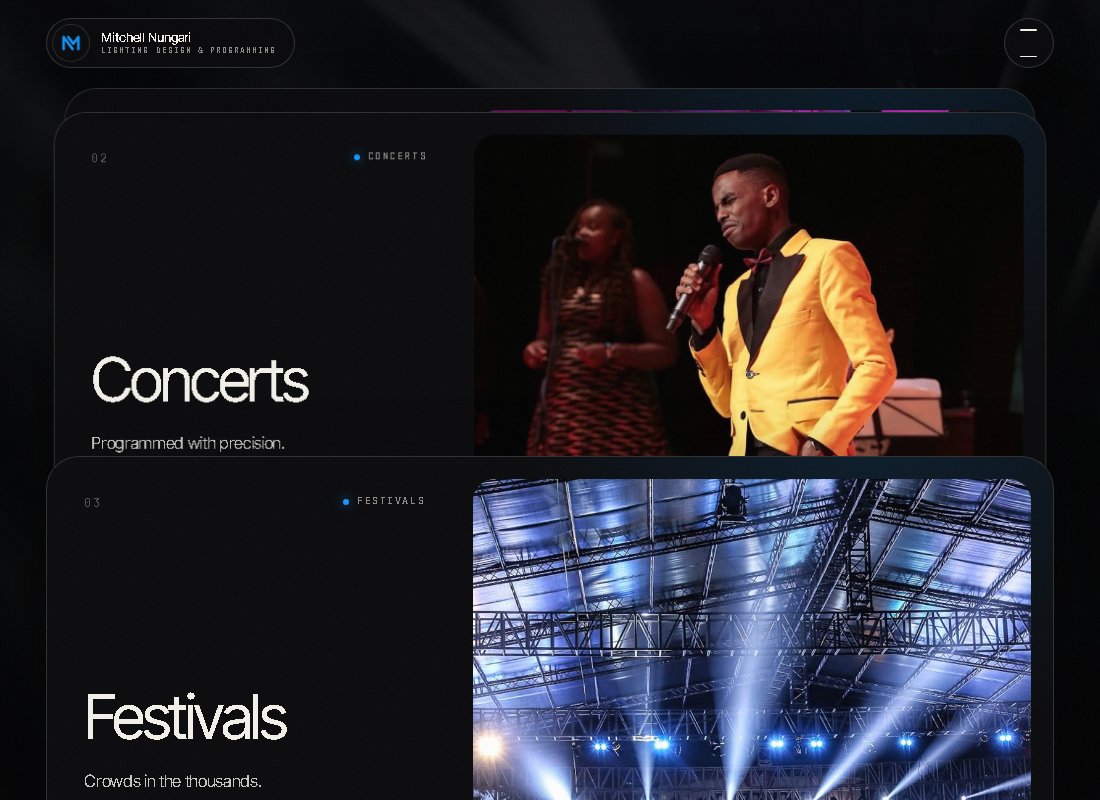 Mitchell Nungari
LIGHTING DESIGN & PROGRAMMING
02
CONCERTS
Concerts
Programmed with precision.
03
FESTIVALS
Festivals
Crowds in the thousands.